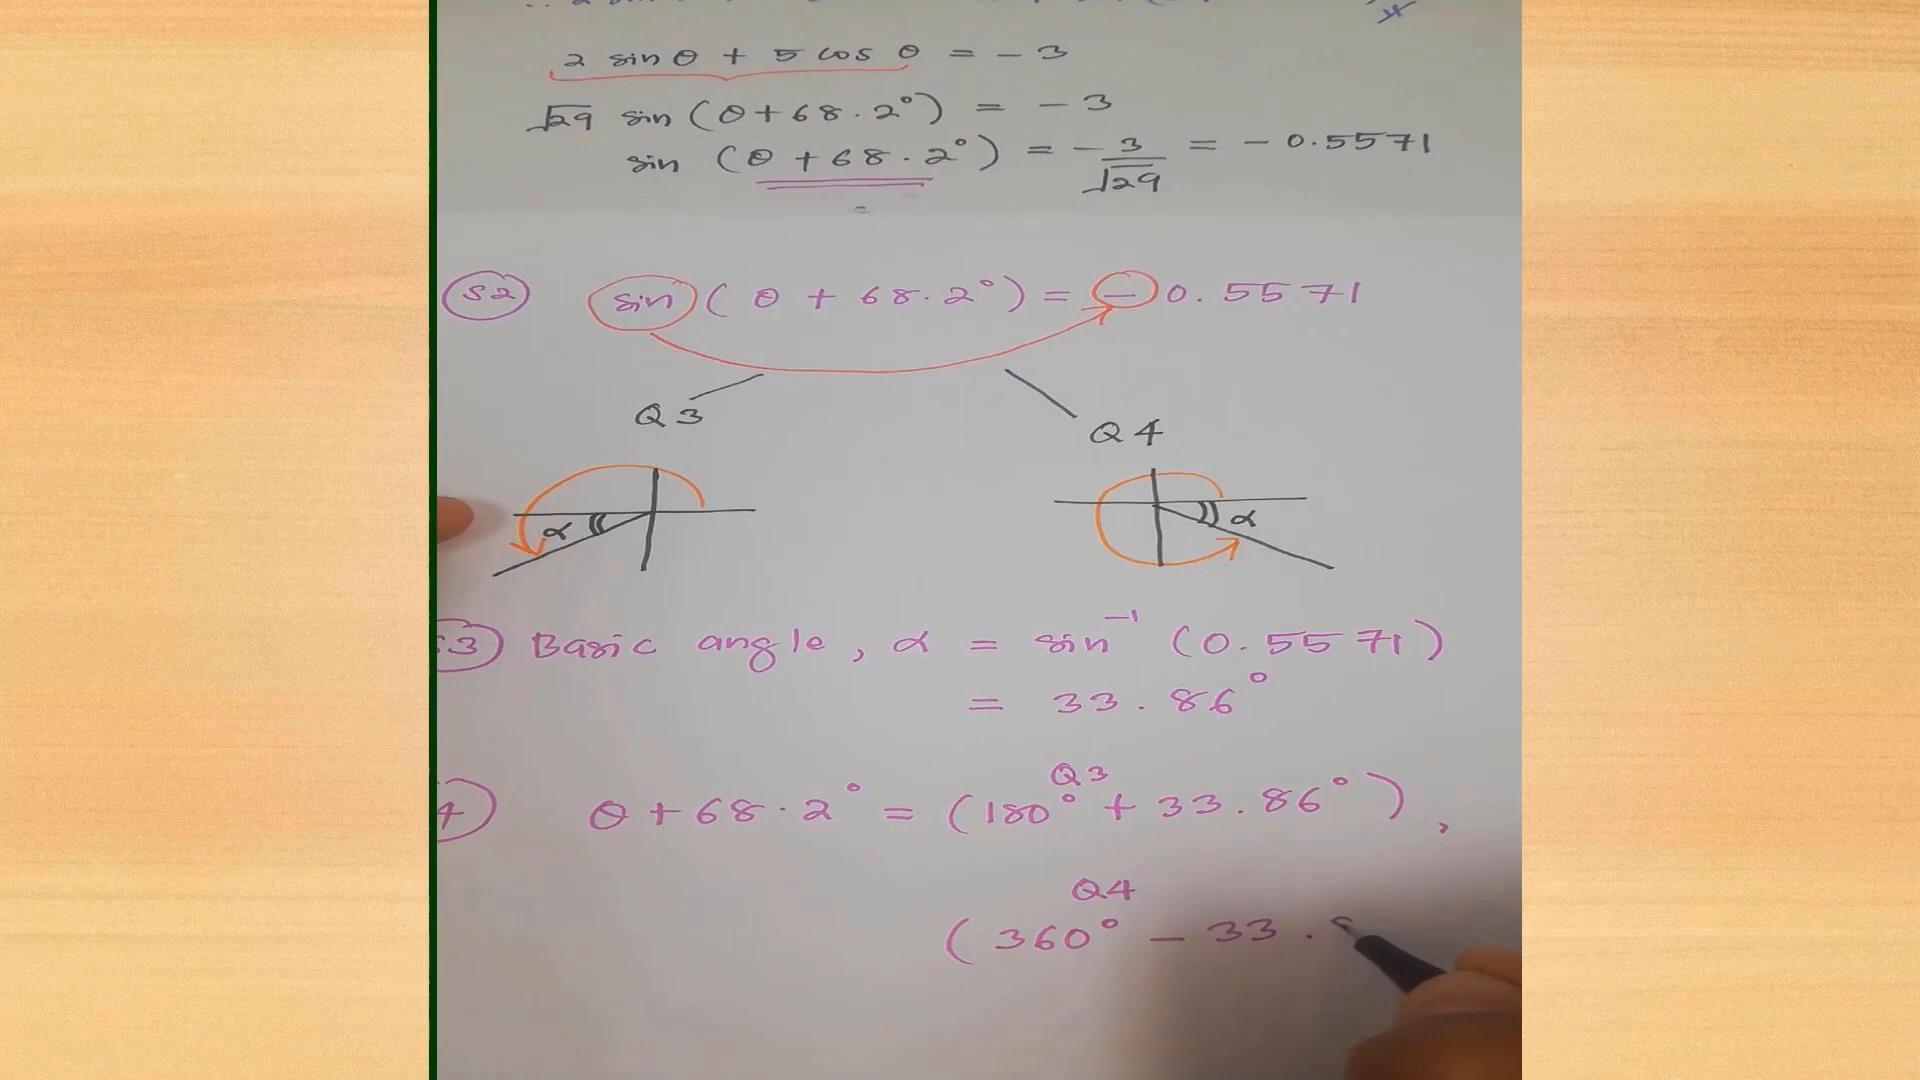 2 sin θ + 5 cos θ = - 3
√29 sin (θ + 68.2°) = - 3
sin (θ + 68.2°) = - 3/√29 = - 0.5571
S2 sin (θ + 68.2°) = - 0.5571
Q3 Q4
α α
3 Basic angle, α = sin⁻¹ (0.5571)
= 33.86°
Q3
4 θ + 68.2° = (180° + 33.86°),
Q4
(360° - 33.